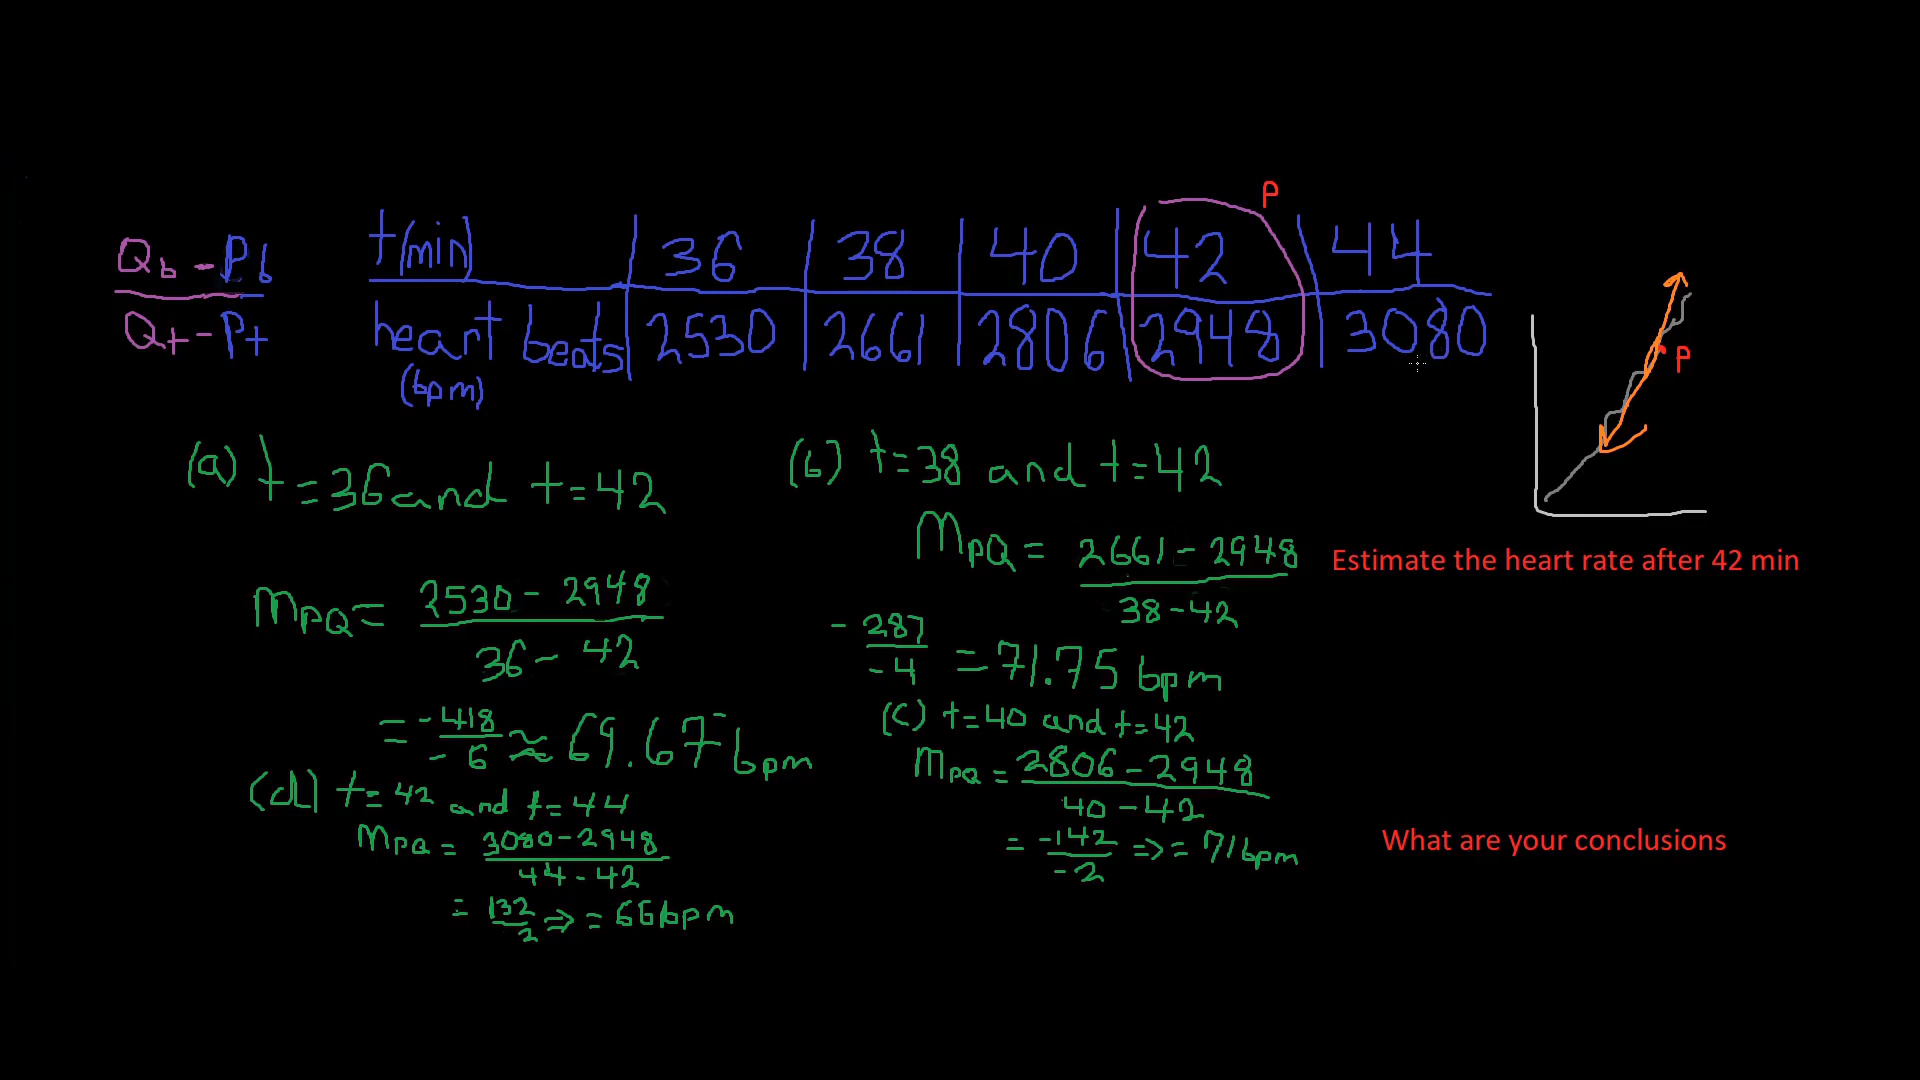 P
t(min) 36 38 40 42 44
Qb - Pb
Qt - Pt
heart beats 2530 2661 2806 2948 3080
(bpm)
P
(a) t = 36 and t = 42
mPQ = 2530 - 2948
36 - 42
= -418
-6 ≈ 69.67 bpm
(b) t = 38 and t = 42
MPQ = 2661 - 2948
38 - 42
Estimate the heart rate after 42 min
- 287
-4 = 71.75 bpm
(c) t = 40 and t = 42
mPQ = 2806 - 2948
40 - 42
= -142
-2 => = 71 bpm
(d) t = 42 and t = 44
mPQ = 3080 - 2948
44 - 42
= 132
2 => = 66 bpm
What are your conclusions